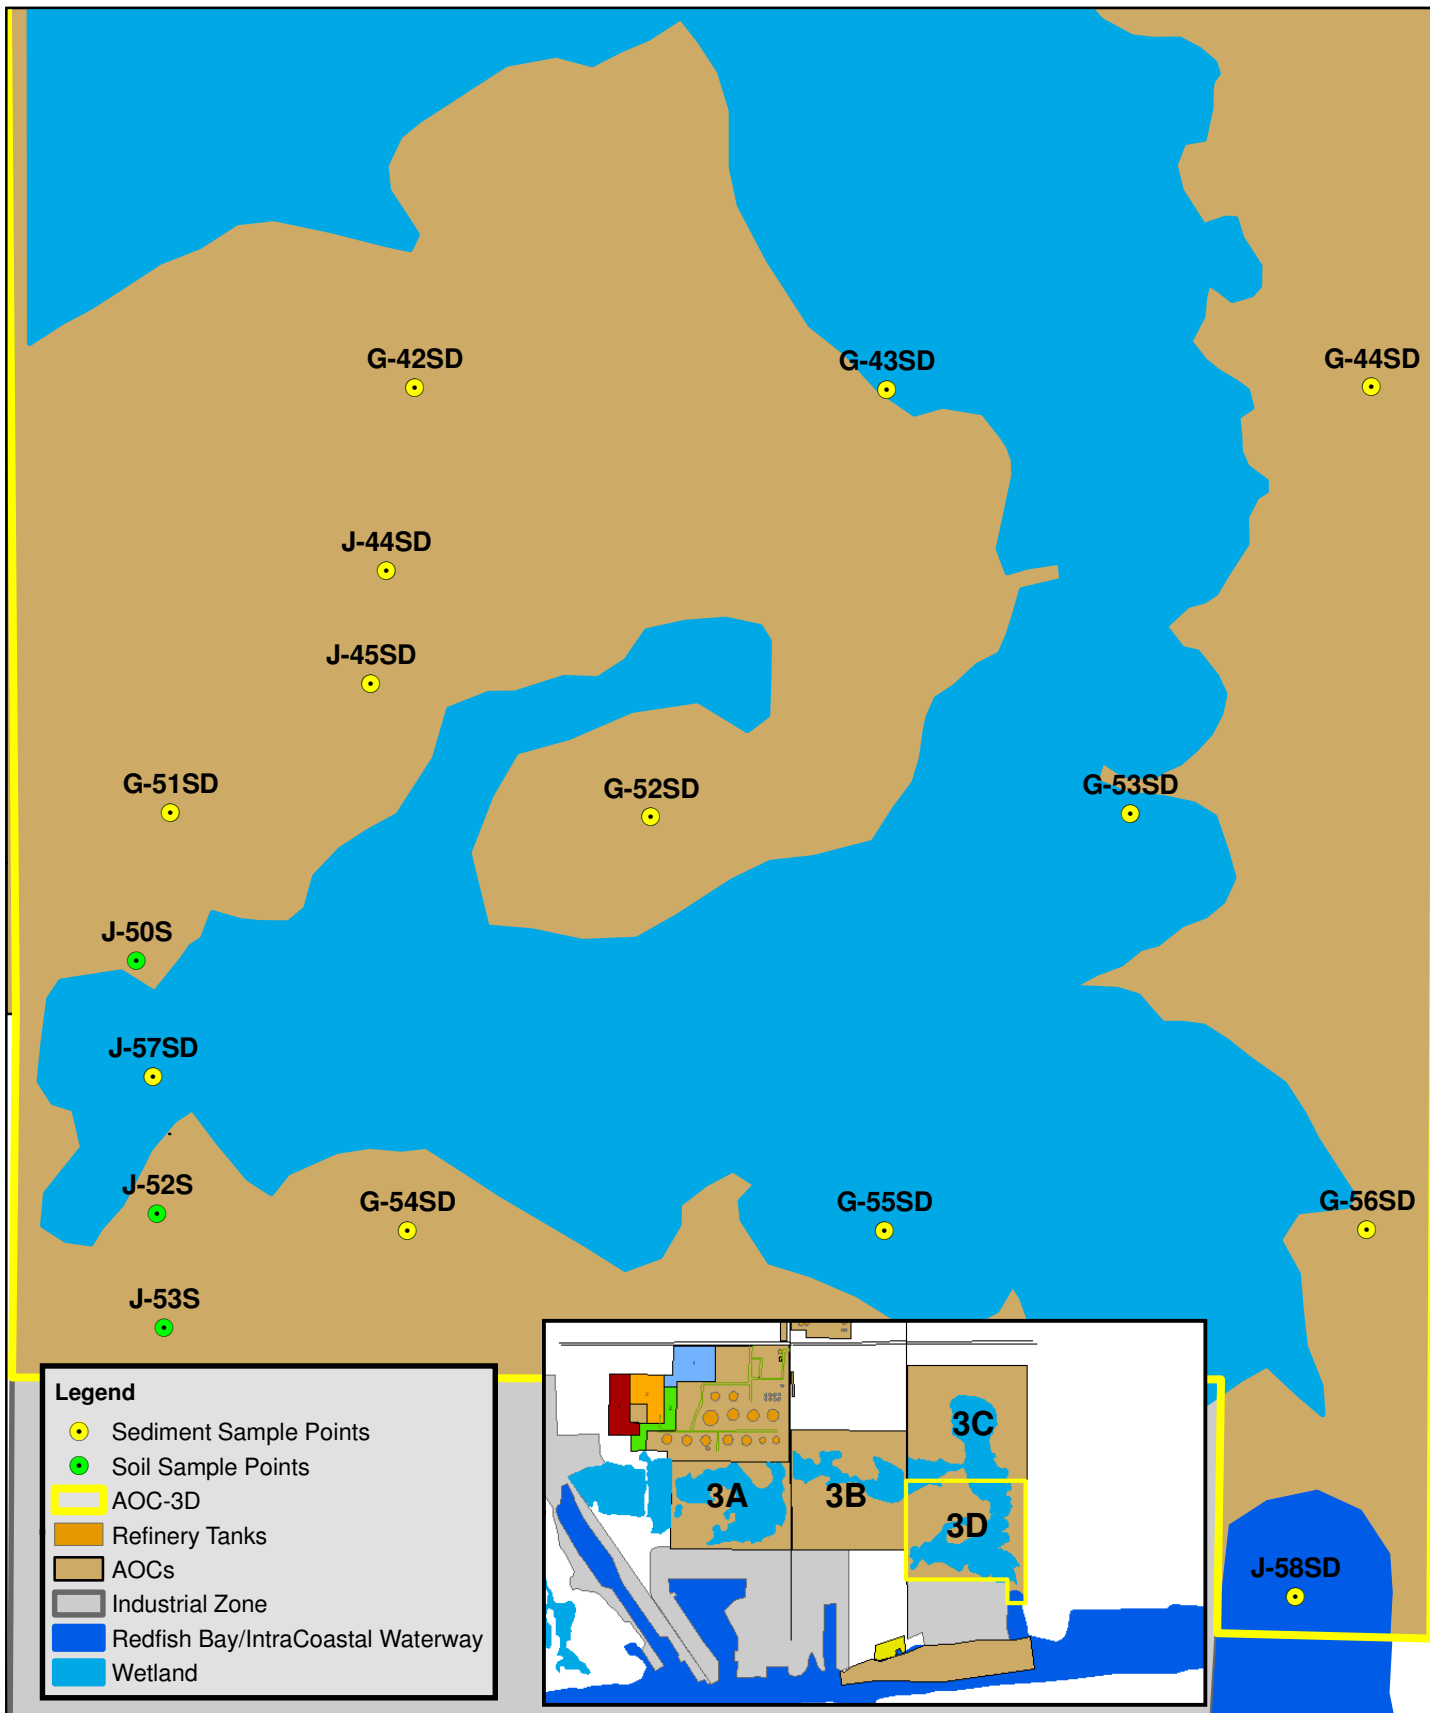 G-42SD
G-43SD
G-44SD
J-44SD
J-45SD
G-51SD
G-52SD
G-53SD
J-50S
J-57SD
J-52S
G-54SD
G-55SD
G-56SD
J-53S
Legend
Sediment Sample Points
Soil Sample Points
AOC-3D
Refinery Tanks
AOCs
Industrial Zone
Redfish Bay/IntraCoastal Waterway
Wetland
3C
3A
3B
3D
J-58SD